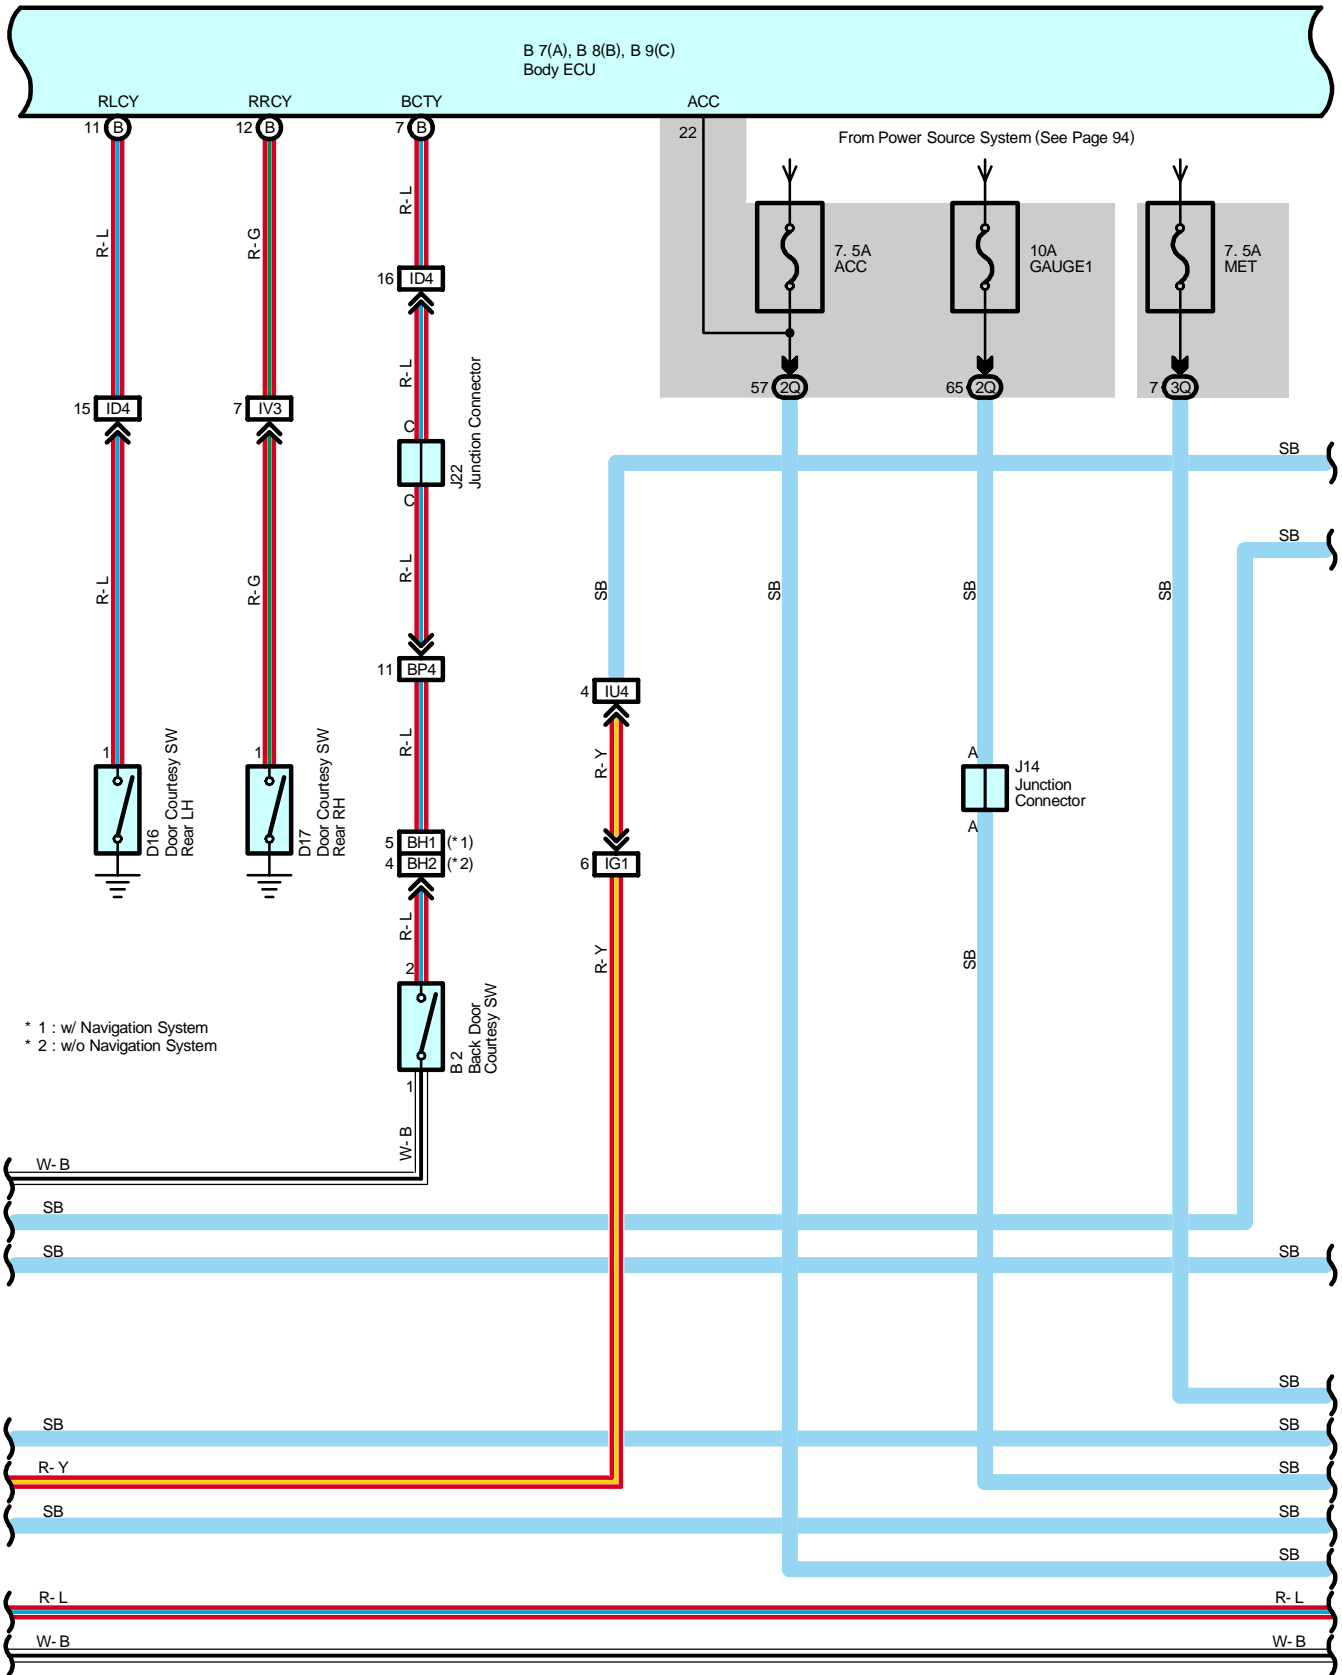 B 7(A), B 8(B), B 9(C)
Body ECU
RLCY
RRCY
BCTY
ACC
11 B
12 B
7 B
22
From Power Source System (See Page 94)
R-L
R-G
R-L
7. 5A
ACC
10A
GAUGE1
7. 5A
MET
16 ID4
R-L
57 2Q
65 2Q
7 3Q
15 ID4
7 IV3
C
J22
Junction Connector
C
SB
SB
R-L
R-G
R-L
SB
SB
SB
SB
11 BP4
4 IU4
R-L
R-Y
1
D16
Door Courtesy SW
Rear LH
1
D17
Door Courtesy SW
Rear RH
A
J14
Junction
Connector
A
5 BH1 (*1)
4 BH2 (*2)
6 IG1
R-L
R-Y
SB
2
B 2
Back Door
Courtesy SW
1
* 1 : w/ Navigation System
* 2 : w/o Navigation System
W-B
W-B
SB
SB
SB
SB
SB
SB
R-Y
SB
SB
SB
SB
R-L
R-L
W-B
W-B